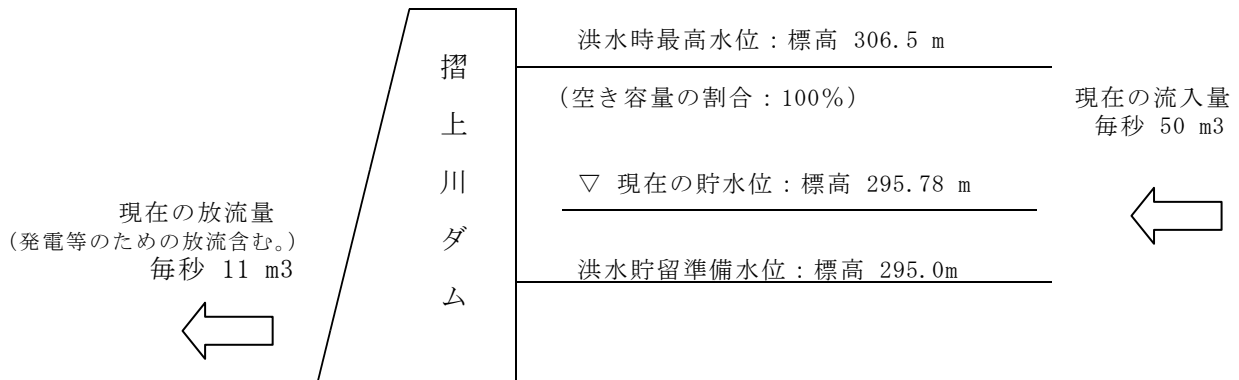 洪水時最高水位：標高 306.5 m
（空き容量の割合：100％）
現在の流入量
毎秒 50 m3
摺上川ダム
▽ 現在の貯水位：標高 295.78 m
現在の放流量
（発電等のための放流含む。）
毎秒 11 m3
洪水貯留準備水位：標高 295.0m